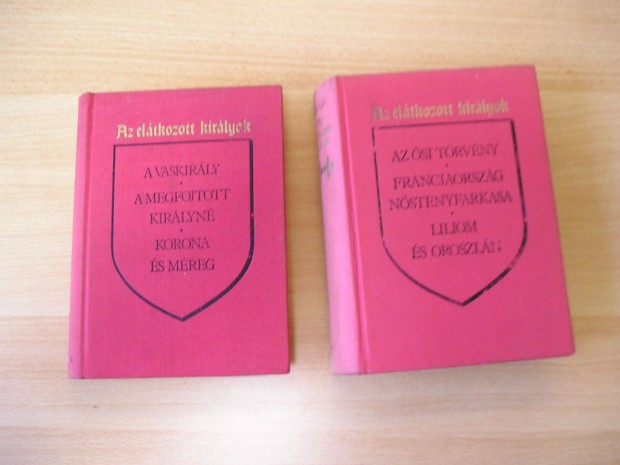 Az elátkozott királyok
A VASKIRÁLY
A MEGFOJTOTT
KIRÁLYNÉ
KORONA
ÉS MÉREG
Az elátkozott királyok
AZ ŐSI TÖRVÉNY
FRANCIAORSZÁG
NŐSTÉNYFARKASA
LILIOM
ÉS OROSZLÁN